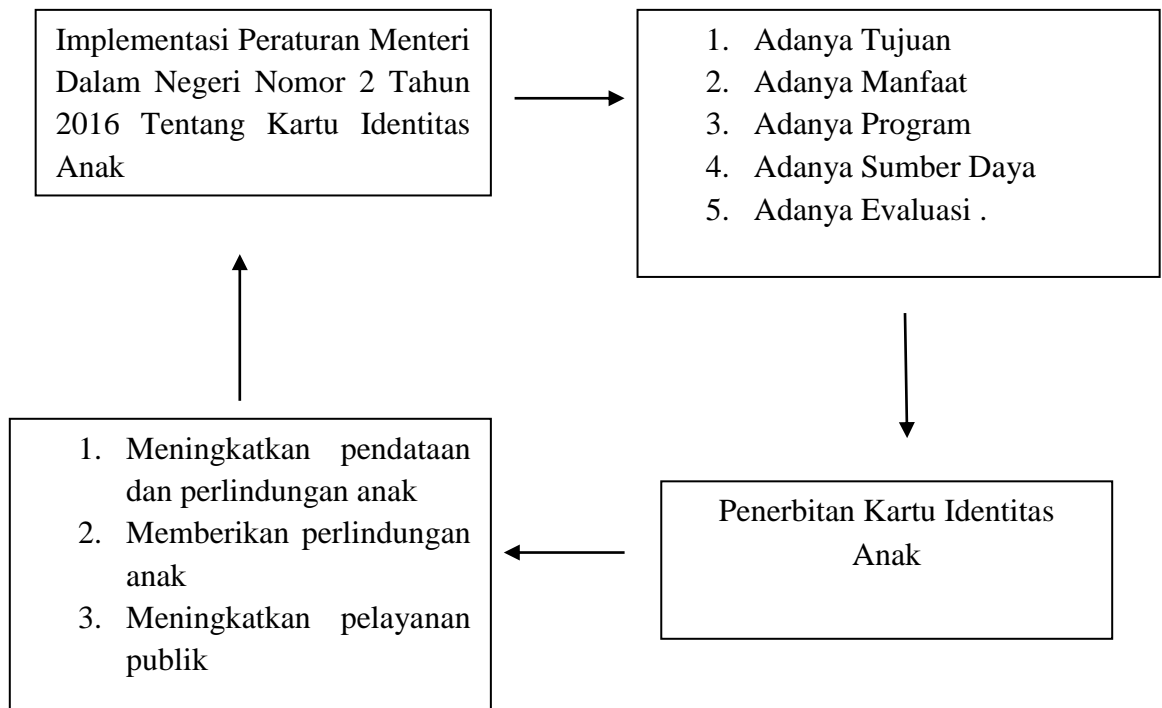 Implementasi Peraturan Menteri
Dalam Negeri Nomor 2 Tahun
2016 Tentang Kartu Identitas
Anak
1. Adanya Tujuan
2. Adanya Manfaat
3. Adanya Program
4. Adanya Sumber Daya
5. Adanya Evaluasi .
Penerbitan Kartu Identitas
Anak
1. Meningkatkan pendataan
dan perlindungan anak
2. Memberikan perlindungan
anak
3. Meningkatkan pelayanan
publik